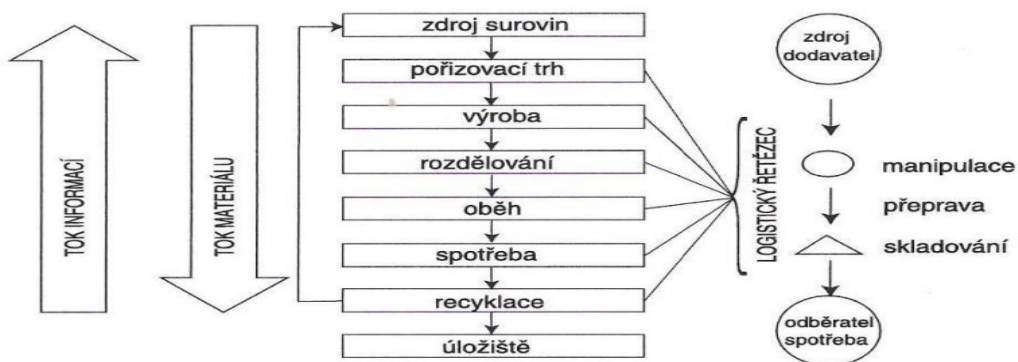 TOK INFORMACÍ
TOK MATERIÁLU
zdroj surovin
pořizovací trh
výroba
rozdělování
oběh
spotřeba
recyklace
úložiště
LOGISTICKÝ ŘETĚZEC
zdroj
dodavatel
manipulace
přeprava
skladování
odběratel
spotřeba